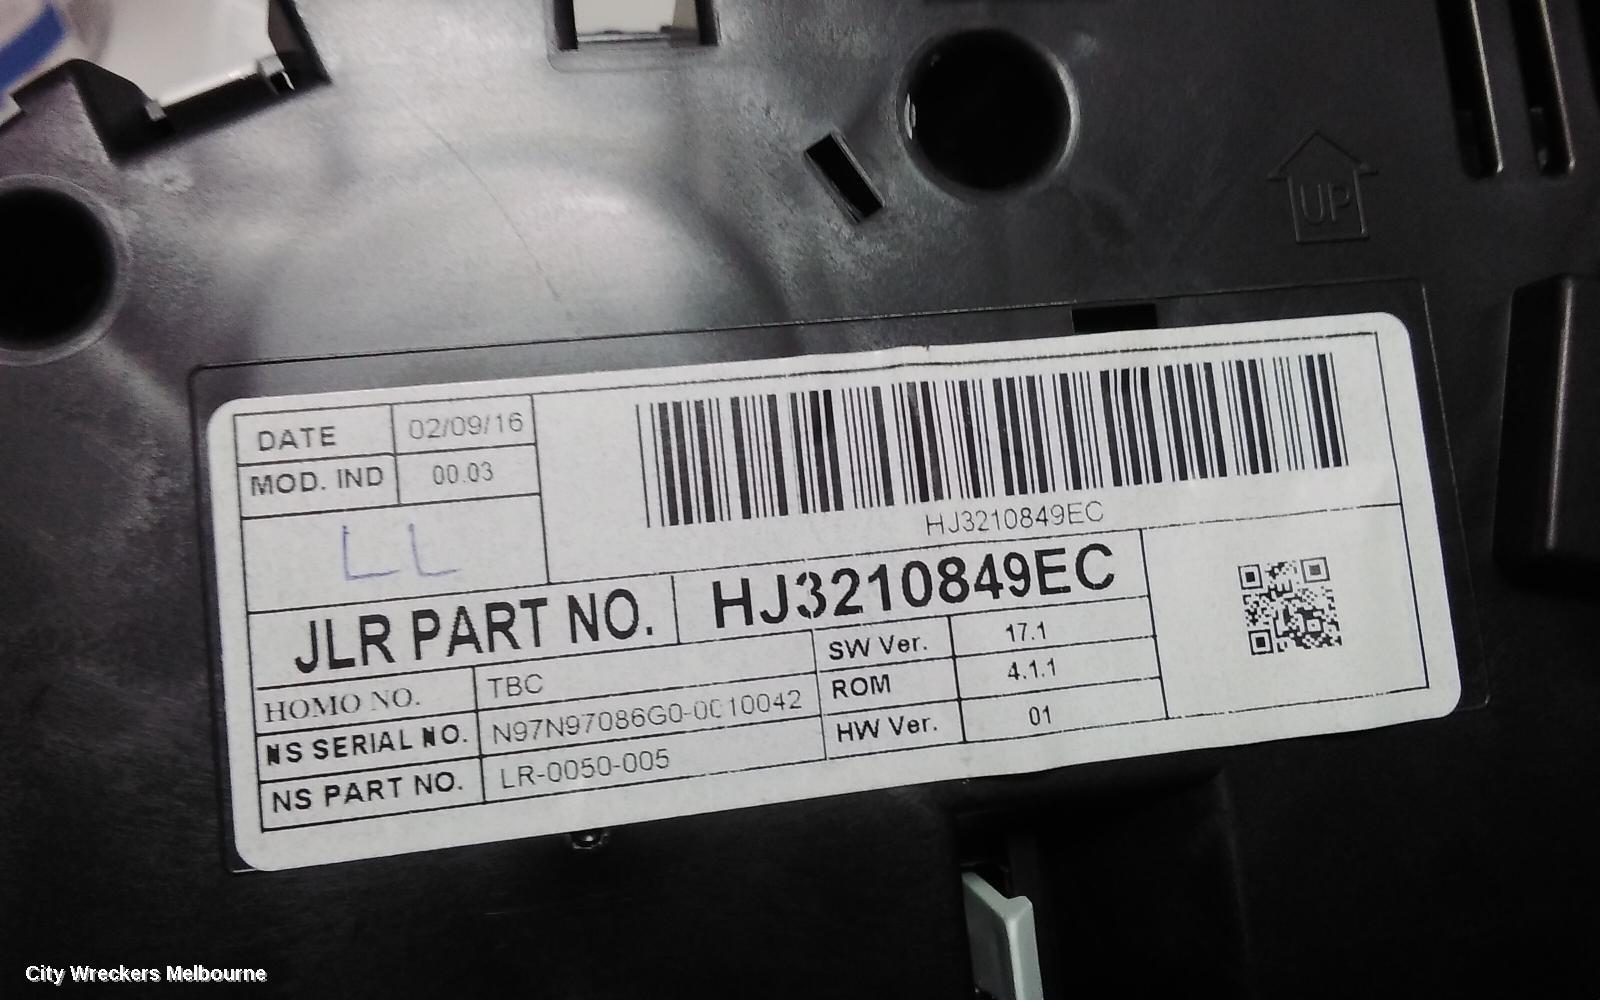 UP
DATE 02/09/16
MOD. IND 00.03
LL
HJ3210849EC
JLR PART NO. HJ3210849EC
HOMO NO. TBC
NS SERIAL NO. N97N97086G0-0010042
NS PART NO. LR-0050-005
SW Ver. 17.1
ROM 4.1.1
HW Ver. 01
City Wreckers Melbourne